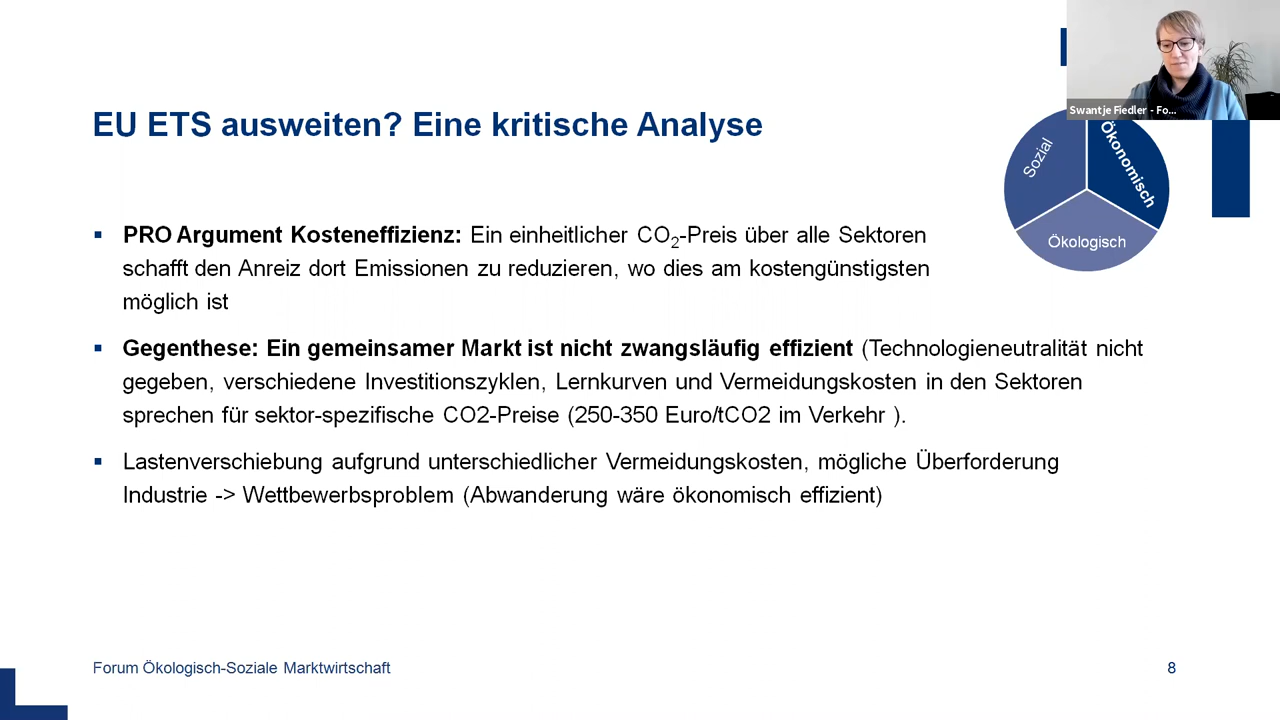 Swantje Fiedler - Fo...
EU ETS ausweiten? Eine kritische Analyse
Sozial
Ökonomisch
Ökologisch
▪ PRO Argument Kosteneffizienz: Ein einheitlicher CO₂-Preis über alle Sektoren
schafft den Anreiz dort Emissionen zu reduzieren, wo dies am kostengünstigsten
möglich ist
▪ Gegenthese: Ein gemeinsamer Markt ist nicht zwangsläufig effizient (Technologieneutralität nicht
gegeben, verschiedene Investitionszyklen, Lernkurven und Vermeidungskosten in den Sektoren
sprechen für sektor-spezifische CO2-Preise (250-350 Euro/tCO2 im Verkehr ).
▪ Lastenverschiebung aufgrund unterschiedlicher Vermeidungskosten, mögliche Überforderung
Industrie -> Wettbewerbsproblem (Abwanderung wäre ökonomisch effizient)
Forum Ökologisch-Soziale Marktwirtschaft
8